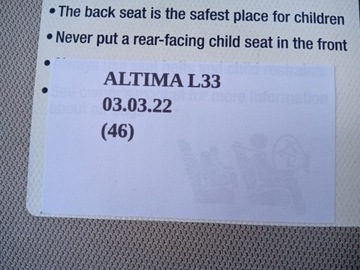 • The back seat is the safest place for children
• Never put a rear-facing child seat in the front
•
•
ALTIMA L33
03.03.22
(46)